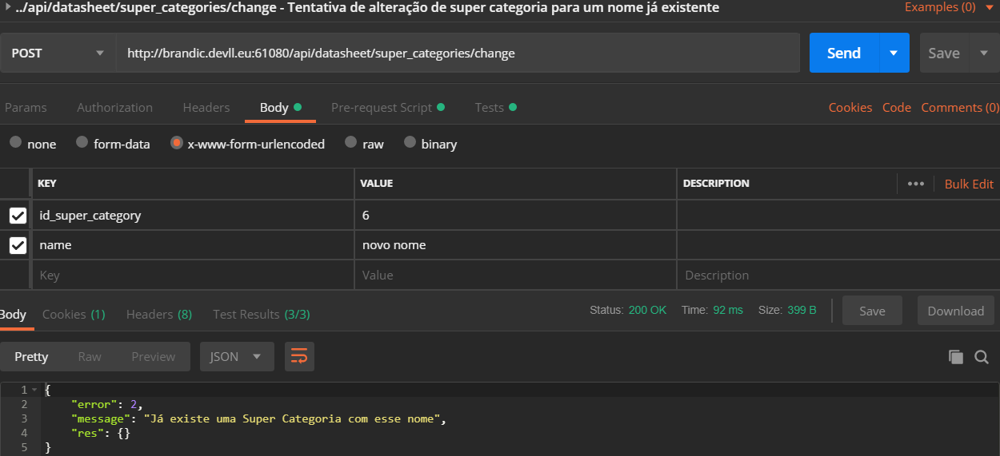 ../api/datasheet/super_categories/change - Tentativa de alteração de super categoria para um nome já existente Examples (0)
POST http://brandic.devll.eu:61080/api/datasheet/super_categories/change Send Save
Params Authorization Headers Body Pre-request Script Tests Cookies Code Comments (0)
none form-data x-www-form-urlencoded raw binary
KEY VALUE DESCRIPTION ••• Bulk Edit
id_super_category 6
name novo nome
Key Value Description
Body Cookies (1) Headers (8) Test Results (3/3) Status: 200 OK Time: 92 ms Size: 399 B Save Download
Pretty Raw Preview JSON
1 {
2 "error": 2,
3 "message": "Já existe uma Super Categoria com esse nome",
4 "res": {}
5 }